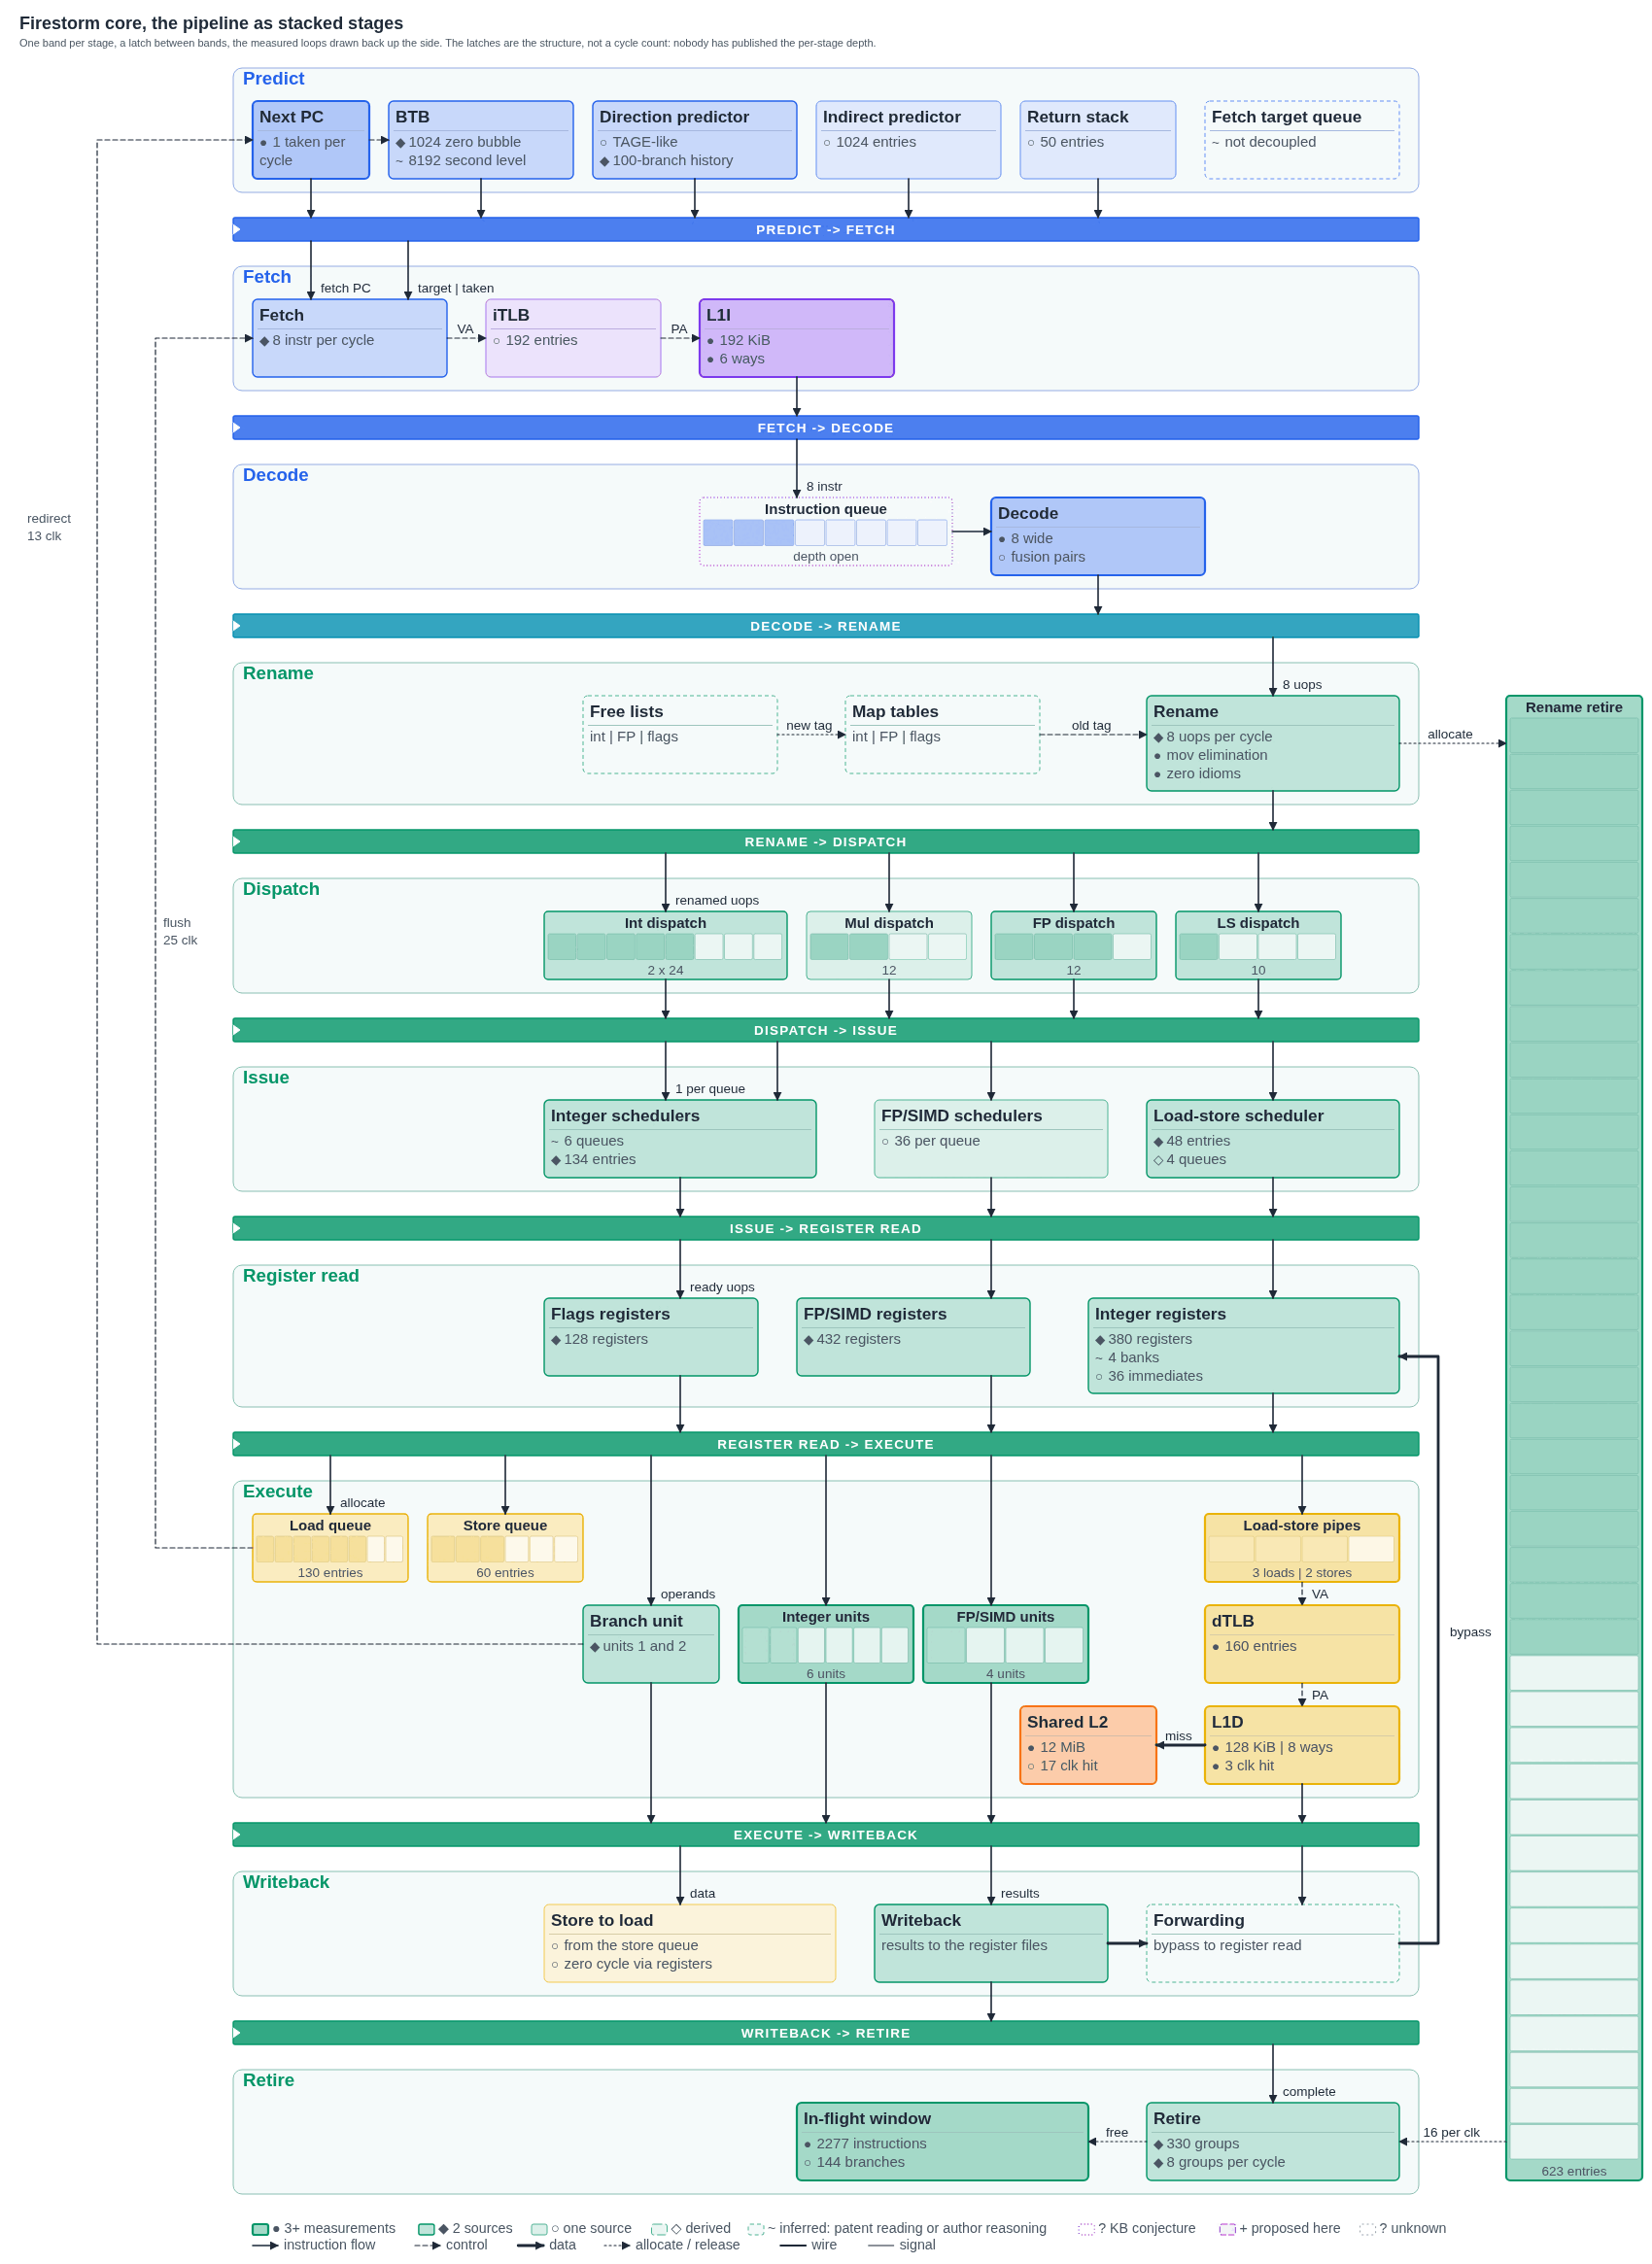 Firestorm core, the pipeline as stacked stages
One band per stage, a latch between bands, the measured loops drawn back up the side. The latches are the structure, not a cycle count: nobody has published the per-stage depth.
Predict
Next PC
● 1 taken per
cycle
BTB
◆ 1024 zero bubble
~ 8192 second level
Direction predictor
○ TAGE-like
◆ 100-branch history
Indirect predictor
○ 1024 entries
Return stack
○ 50 entries
Fetch target queue
~ not decoupled
PREDICT -> FETCH
Fetch
fetch PC
target | taken
Fetch
◆ 8 instr per cycle
VA
iTLB
○ 192 entries
PA
L1I
● 192 KiB
● 6 ways
FETCH -> DECODE
Decode
8 instr
Instruction queue
depth open
Decode
● 8 wide
○ fusion pairs
redirect
13 clk
DECODE -> RENAME
Rename
8 uops
Free lists
int | FP | flags
new tag
Map tables
int | FP | flags
old tag
Rename
◆ 8 uops per cycle
● mov elimination
● zero idioms
allocate
Rename retire
RENAME -> DISPATCH
Dispatch
renamed uops
Int dispatch
2 x 24
Mul dispatch
12
FP dispatch
12
LS dispatch
10
flush
25 clk
DISPATCH -> ISSUE
Issue
1 per queue
Integer schedulers
~ 6 queues
◆ 134 entries
FP/SIMD schedulers
○ 36 per queue
Load-store scheduler
◆ 48 entries
◇ 4 queues
ISSUE -> REGISTER READ
Register read
ready uops
Flags registers
◆ 128 registers
FP/SIMD registers
◆ 432 registers
Integer registers
◆ 380 registers
~ 4 banks
○ 36 immediates
REGISTER READ -> EXECUTE
Execute
allocate
Load queue
130 entries
Store queue
60 entries
Load-store pipes
3 loads | 2 stores
operands
VA
Branch unit
◆ units 1 and 2
Integer units
6 units
FP/SIMD units
4 units
dTLB
● 160 entries
bypass
PA
Shared L2
● 12 MiB
○ 17 clk hit
miss
L1D
● 128 KiB | 8 ways
● 3 clk hit
EXECUTE -> WRITEBACK
Writeback
data
results
Store to load
○ from the store queue
○ zero cycle via registers
Writeback
results to the register files
Forwarding
bypass to register read
WRITEBACK -> RETIRE
Retire
complete
In-flight window
● 2277 instructions
○ 144 branches
free
Retire
◆ 330 groups
◆ 8 groups per cycle
16 per clk
623 entries
● 3+ measurements ◆ 2 sources ○ one source ◇ derived ~ inferred: patent reading or author reasoning ? KB conjecture + proposed here ? unknown
instruction flow control data allocate / release wire signal